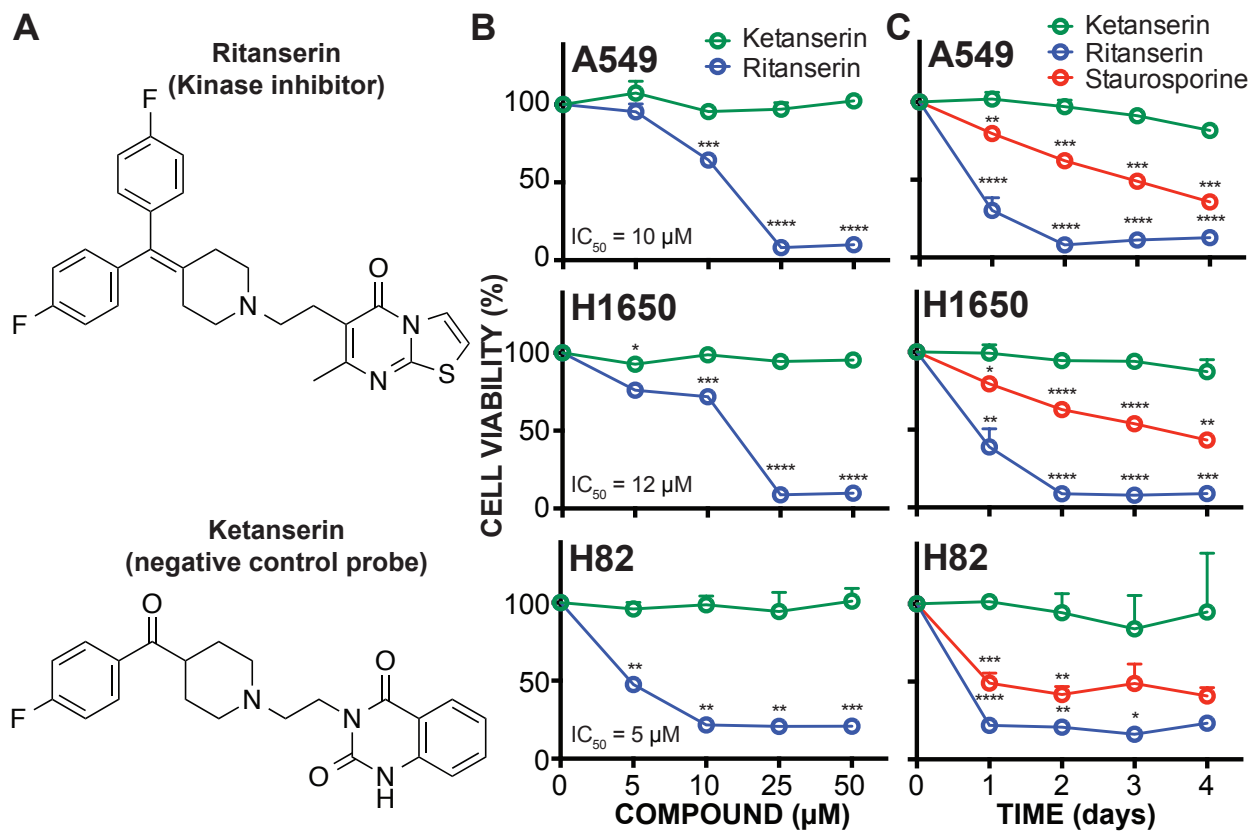 A
Ritanserin
(Kinase inhibitor)
F
F
N
O
N
N
S
Ketanserin
(negative control probe)
O
F
N
N
O
O
N
H
B
CELL VIABILITY (%)
A549
Ketanserin
Ritanserin
100
50
0
***
****
****
IC50 = 10 µM
H1650
100
50
0
*
***
****
****
IC50 = 12 µM
H82
100
50
0
**
**
**
***
IC50 = 5 µM
0 5 10 25 50
COMPOUND (µM)
C
A549
Ketanserin
Ritanserin
Staurosporine
**
***
***
***
****
****
****
****
H1650
*
****
****
**
**
****
****
***
H82
***
**
****
**
*
0 1 2 3 4
TIME (days)